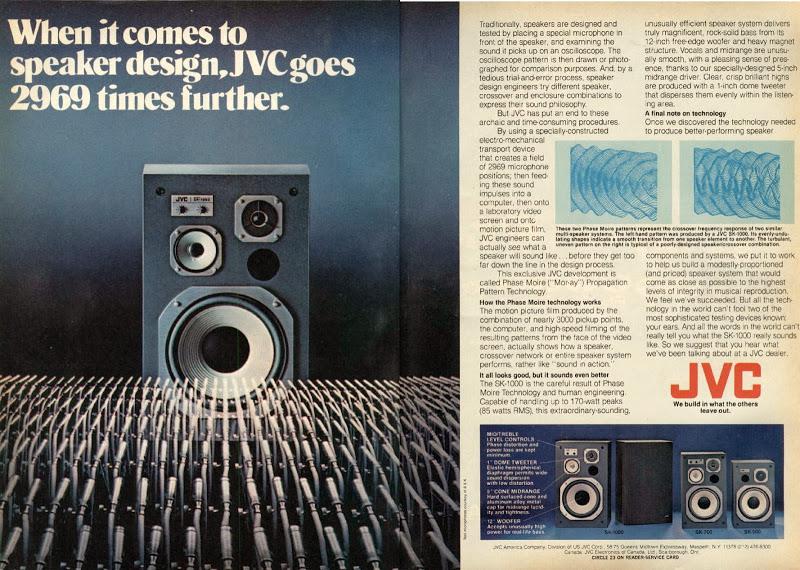 When it comes to
speaker design, JVC goes
2969 times further.
JVC
Traditionally, speakers are designed and
tested by placing a special microphone in
front of the speaker, and examining the
sound it picks up on an oscilloscope. The
oscilloscope pattern is then drawn or photo-
graphed for comparison purposes. And, by a
tedious trial-and-error process, speaker
design engineers try different speaker,
crossover and enclosure combinations to
express their sound philosophy.
But JVC has put an end to these
archaic and time-consuming procedures.
By using a specially-constructed
electro-mechanical
transport device
that creates a field
of 2969 microphone
positions; then feed-
ing these sound
impulses into a
computer, then onto
a laboratory video
screen and onto
motion picture film,
JVC engineers can
actually see what a
speaker will sound like . . . before they get too
far down the line in the design process.
This exclusive JVC development is
called Phase Moire ("Mor-ay") Propagation
Pattern Technology.
How the Phase Moire technology works
The motion picture film produced by the
combination of nearly 3000 pickup points,
the computer, and high-speed filming of the
resulting patterns from the face of the video
screen, actually shows how a speaker,
crossover network or entire speaker system
performs, rather like "sound in action."
It all looks good, but it sounds even better
The SK-1000 is the careful result of Phase
Moire Technology and human engineering.
Capable of handling up to 170-watt peaks
(85 watts RMS), this extraordinary-sounding,
unusually efficient speaker system delivers
truly magnificent, rock-solid bass from its
12-inch free-edge woofer and heavy magnet
structure. Vocals and midrange are unusu-
ally smooth, with a pleasing sense of pres-
ence, thanks to our specially-designed 5-inch
midrange driver. Clear, crisp brilliant highs
are produced with a 1-inch dome tweeter
that disperses them evenly within the listen-
ing area.
A final note on technology
Once we discovered the technology needed
to produce better-performing speaker
These two Phase Moire patterns represent the crossover frequency response of two similar
multi-speaker systems. The left-hand pattern was produced by a JVC SK-1000. Its evenly-undu-
lating shapes indicate a smooth transition from one speaker element to another. The turbulent,
uneven pattern on the right is typical of a poorly-designed speaker/crossover combination.
components and systems, we put it to work
to help us build a modestly-proportioned
(and priced) speaker system that would
come as close as possible to the highest
levels of integrity in musical reproduction.
We feel we've succeeded. But all the tech-
nology in the world can't fool two of the
most sophisticated testing devices known:
your ears. And all the words in the world can't
really tell you what the SK-1000 really sounds
like. So we suggest that you hear what
we've been talking about at a JVC dealer.
JVC
We build in what the others
leave out.
MID/TREBLE
LEVEL CONTROLS
Phase distortion and
power loss are kept
minimum.
1" DOME TWEETER
Elastic hemispherical
diaphragm permits wide
sound dispersion
with low distortion.
5" CONE MIDRANGE
Hard surfaced cone and
aluminum alloy metal
cap for midrange lucid-
ity and tightness.
12" WOOFER
Accepts unusually high
power for real-life bass.
SK-1000
SK-700
SK-500
JVC America Company, Division of US JVC Corp., 58-75 Queens Midtown Expressway, Maspeth, N.Y. 11378 (212) 476-8300
Canada: JVC Electronics of Canada, Ltd., Scarborough, Ont.
CIRCLE 23 ON READER-SERVICE CARD